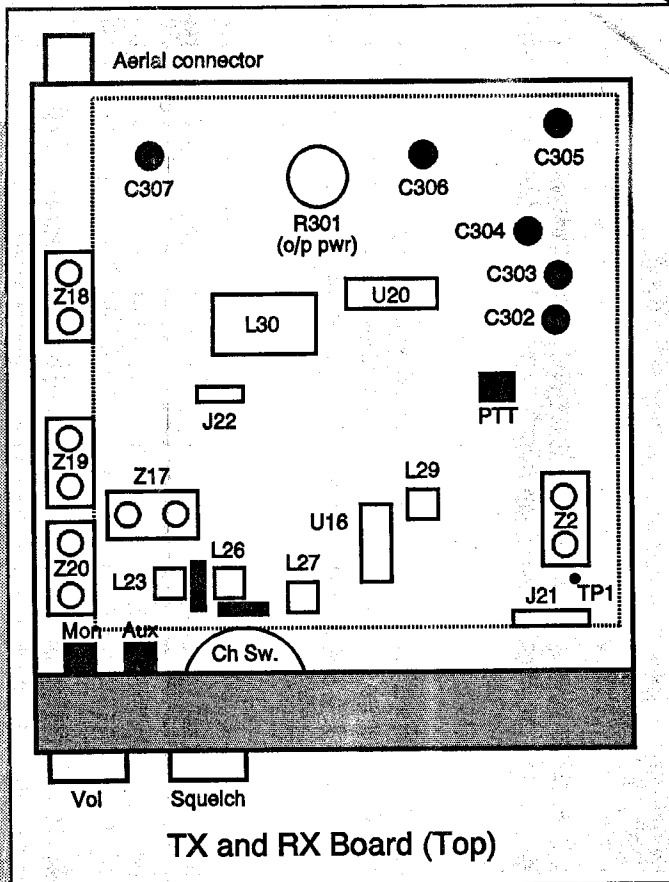 Aerial connector
C307
C306
C305
R301
(o/p pwr)
C304
C303
C302
Z18
U20
L30
PTT
J22
Z19
Z17
L29
U16
Z2
Z20
L23
L26
L27
TP1
J21
Mon
Aux
Ch Sw.
Vol
Squelch
TX and RX Board (Top)